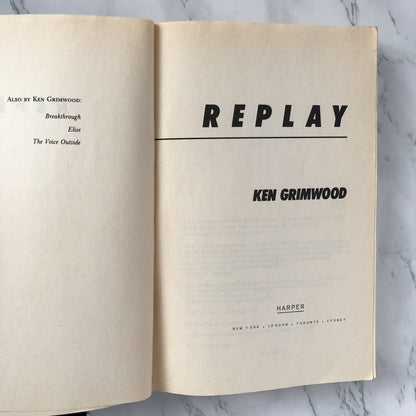 ALSO BY KEN GRIMWOOD:
Breakthrough
Elise
The Voice Outside
REPLAY
KEN GRIMWOOD
HARPER
NEW YORK • LONDON • TORONTO • SYDNEY